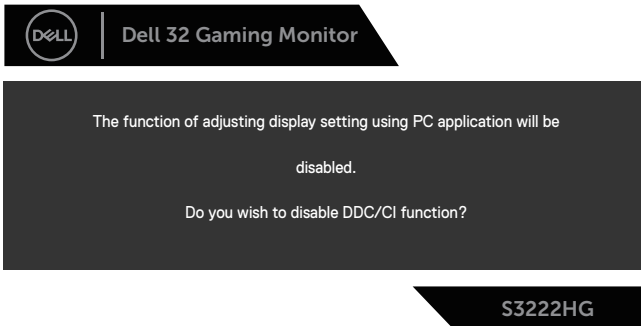 DELL
Dell 32 Gaming Monitor
The function of adjusting display setting using PC application will be
disabled.
Do you wish to disable DDC/CI function?
S3222HG